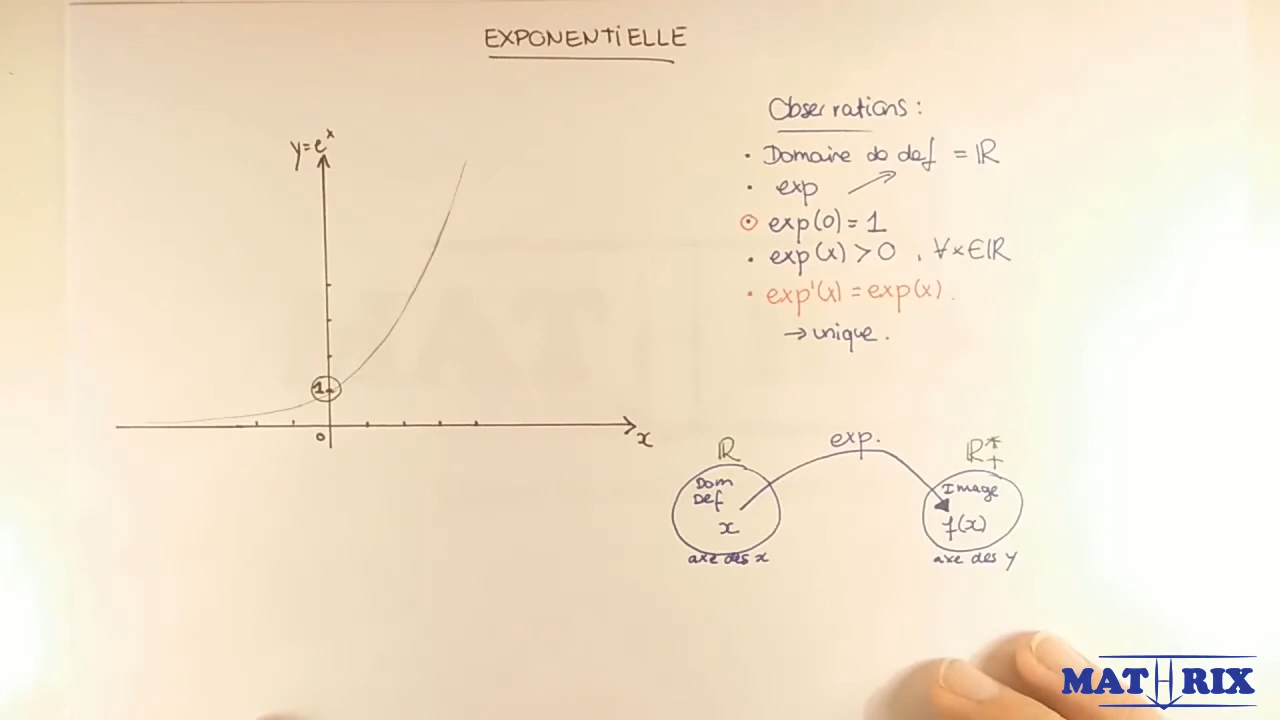 EXPONENTiELLE
y=e^x
1
0
x
Observations :
• Domaine de def = ℝ
• exp ↗
⊙ exp(0) = 1
• exp(x) > 0 , ∀x∈ℝ
• exp'(x) = exp(x).
→ unique.
exp.
ℝ
Dom
Def
x
axe des x
ℝ*+
Image
f(x)
axe des y
MATHRIX